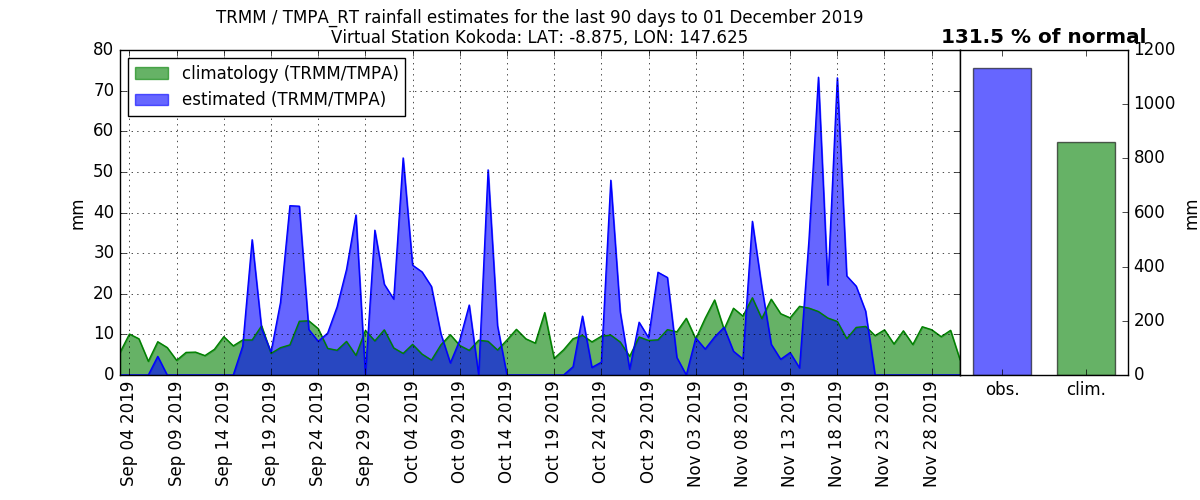 TRMM / TMPA_RT rainfall estimates for the last 90 days to 01 December 2019
Virtual Station Kokoda: LAT: -8.875, LON: 147.625
131.5 % of normal
climatology (TRMM/TMPA)
estimated (TRMM/TMPA)
mm
80
70
60
50
40
30
20
10
0
Sep 04 2019
Sep 09 2019
Sep 14 2019
Sep 19 2019
Sep 24 2019
Sep 29 2019
Oct 04 2019
Oct 09 2019
Oct 14 2019
Oct 19 2019
Oct 24 2019
Oct 29 2019
Nov 03 2019
Nov 08 2019
Nov 13 2019
Nov 18 2019
Nov 23 2019
Nov 28 2019
obs.
clim.
1200
1000
800
600
400
200
0
mm